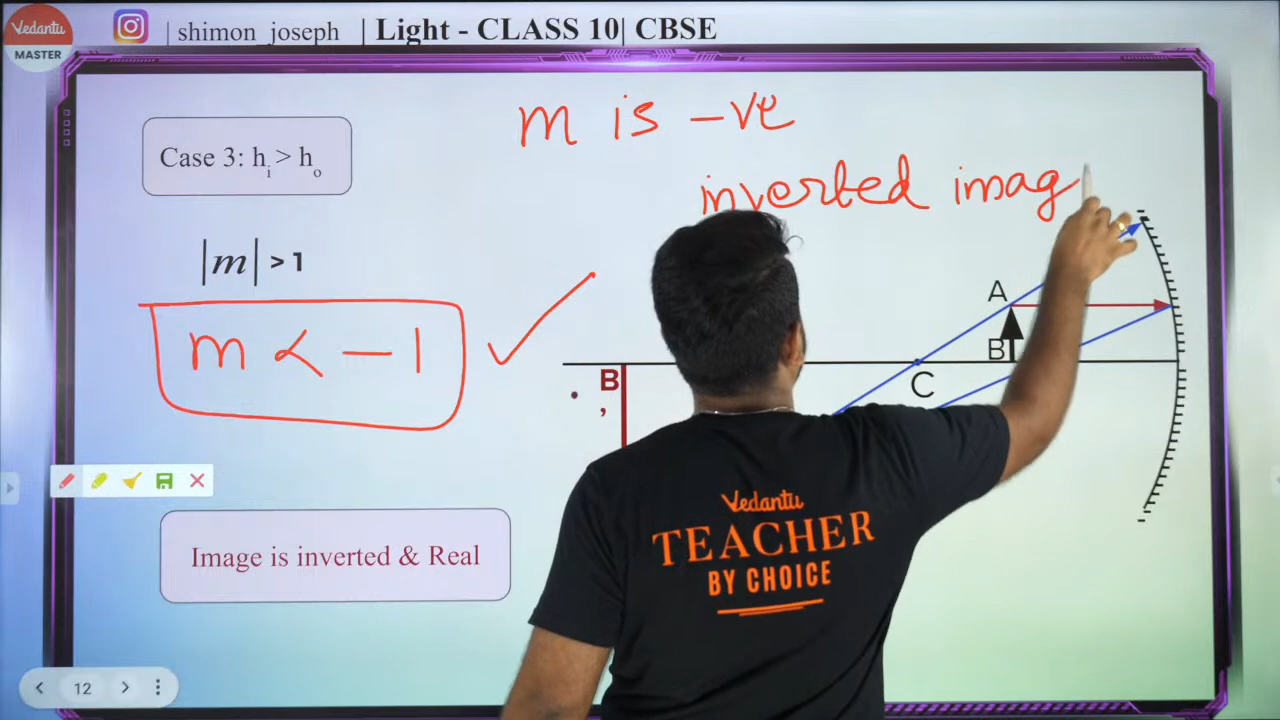 Vedantu
MASTER
| shimon_joseph | Light - CLASS 10| CBSE
m is -ve
inverted imag
Case 3: hi > ho
|m| > 1
m < -1
A
B
C
B
,
Image is inverted & Real
Vedantu
TEACHER
BY CHOICE
12